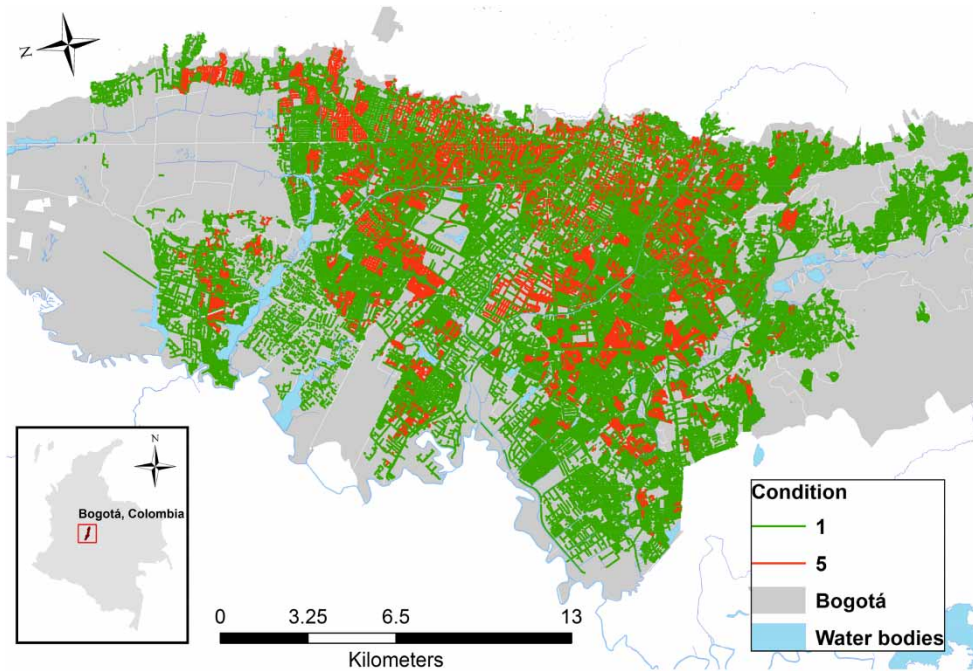 N
N
Bogotá, Colombia
0 3.25 6.5 13
Kilometers
Condition
1
5
Bogotá
Water bodies